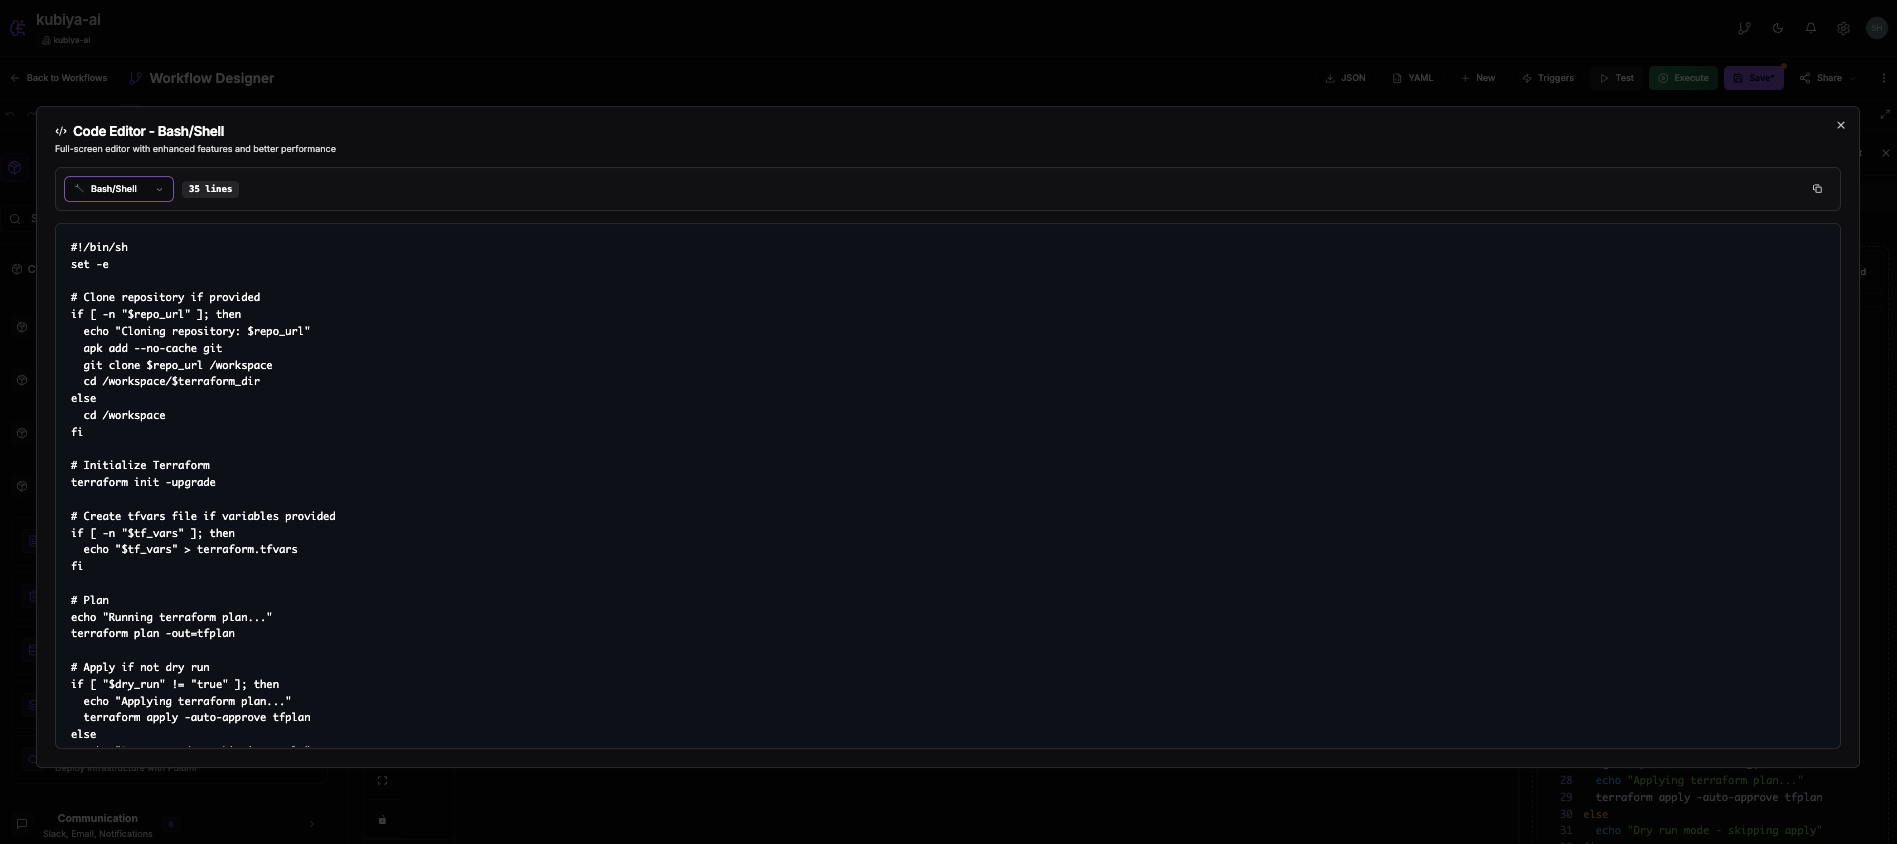 kubiya-ai
kubiya-ai
SH
Back to Workflows
Workflow Designer
JSON
YAML
New
Triggers
Test
Execute
Save*
Share
Code Editor - Bash/Shell
Full-screen editor with enhanced features and better performance
Bash/Shell
35 lines
#!/bin/sh
set -e
# Clone repository if provided
if [ -n "$repo_url" ]; then
  echo "Cloning repository: $repo_url"
  apk add --no-cache git
  git clone $repo_url /workspace
  cd /workspace/$terraform_dir
else
  cd /workspace
fi
# Initialize Terraform
terraform init -upgrade
# Create tfvars file if variables provided
if [ -n "$tf_vars" ]; then
  echo "$tf_vars" > terraform.tfvars
fi
# Plan
echo "Running terraform plan..."
terraform plan -out=tfplan
# Apply if not dry run
if [ "$dry_run" != "true" ]; then
  echo "Applying terraform plan..."
  terraform apply -auto-approve tfplan
else
Deploy infrastructure with Pulumi
Communication
6
Slack, Email, Notifications
28 echo "Applying terraform plan..."
29 terraform apply -auto-approve tfplan
30 else
31 echo "Dry run mode - skipping apply"